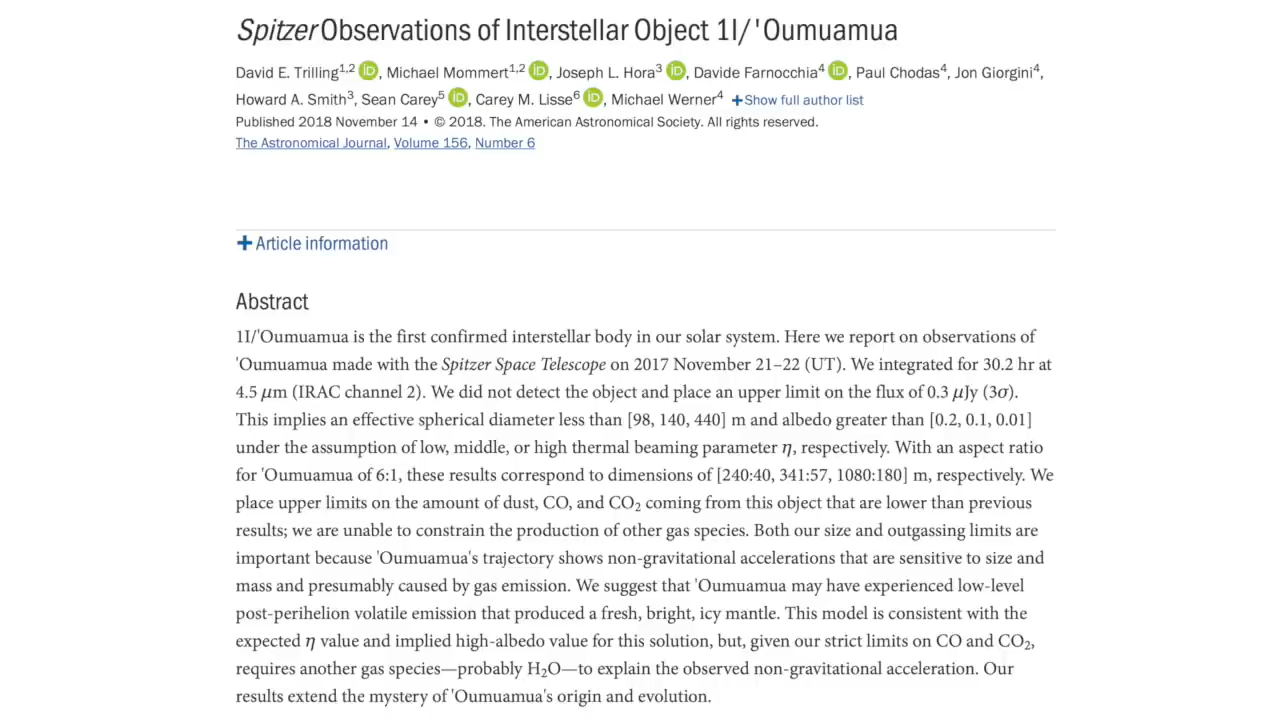 Spitzer Observations of Interstellar Object 1I/'Oumuamua
David E. Trilling1,2 iD, Michael Mommert1,2 iD, Joseph L. Hora3 iD, Davide Farnocchia4 iD, Paul Chodas4, Jon Giorgini4,
Howard A. Smith3, Sean Carey5 iD, Carey M. Lisse6 iD, Michael Werner4 +Show full author list
Published 2018 November 14 • © 2018. The American Astronomical Society. All rights reserved.
The Astronomical Journal, Volume 156, Number 6
+Article information
Abstract
1I/'Oumuamua is the first confirmed interstellar body in our solar system. Here we report on observations of
'Oumuamua made with the Spitzer Space Telescope on 2017 November 21–22 (UT). We integrated for 30.2 hr at
4.5 μm (IRAC channel 2). We did not detect the object and place an upper limit on the flux of 0.3 μJy (3σ).
This implies an effective spherical diameter less than [98, 140, 440] m and albedo greater than [0.2, 0.1, 0.01]
under the assumption of low, middle, or high thermal beaming parameter η, respectively. With an aspect ratio
for 'Oumuamua of 6:1, these results correspond to dimensions of [240:40, 341:57, 1080:180] m, respectively. We
place upper limits on the amount of dust, CO, and CO2 coming from this object that are lower than previous
results; we are unable to constrain the production of other gas species. Both our size and outgassing limits are
important because 'Oumuamua's trajectory shows non-gravitational accelerations that are sensitive to size and
mass and presumably caused by gas emission. We suggest that 'Oumuamua may have experienced low-level
post-perihelion volatile emission that produced a fresh, bright, icy mantle. This model is consistent with the
expected η value and implied high-albedo value for this solution, but, given our strict limits on CO and CO2,
requires another gas species—probably H2O—to explain the observed non-gravitational acceleration. Our
results extend the mystery of 'Oumuamua's origin and evolution.